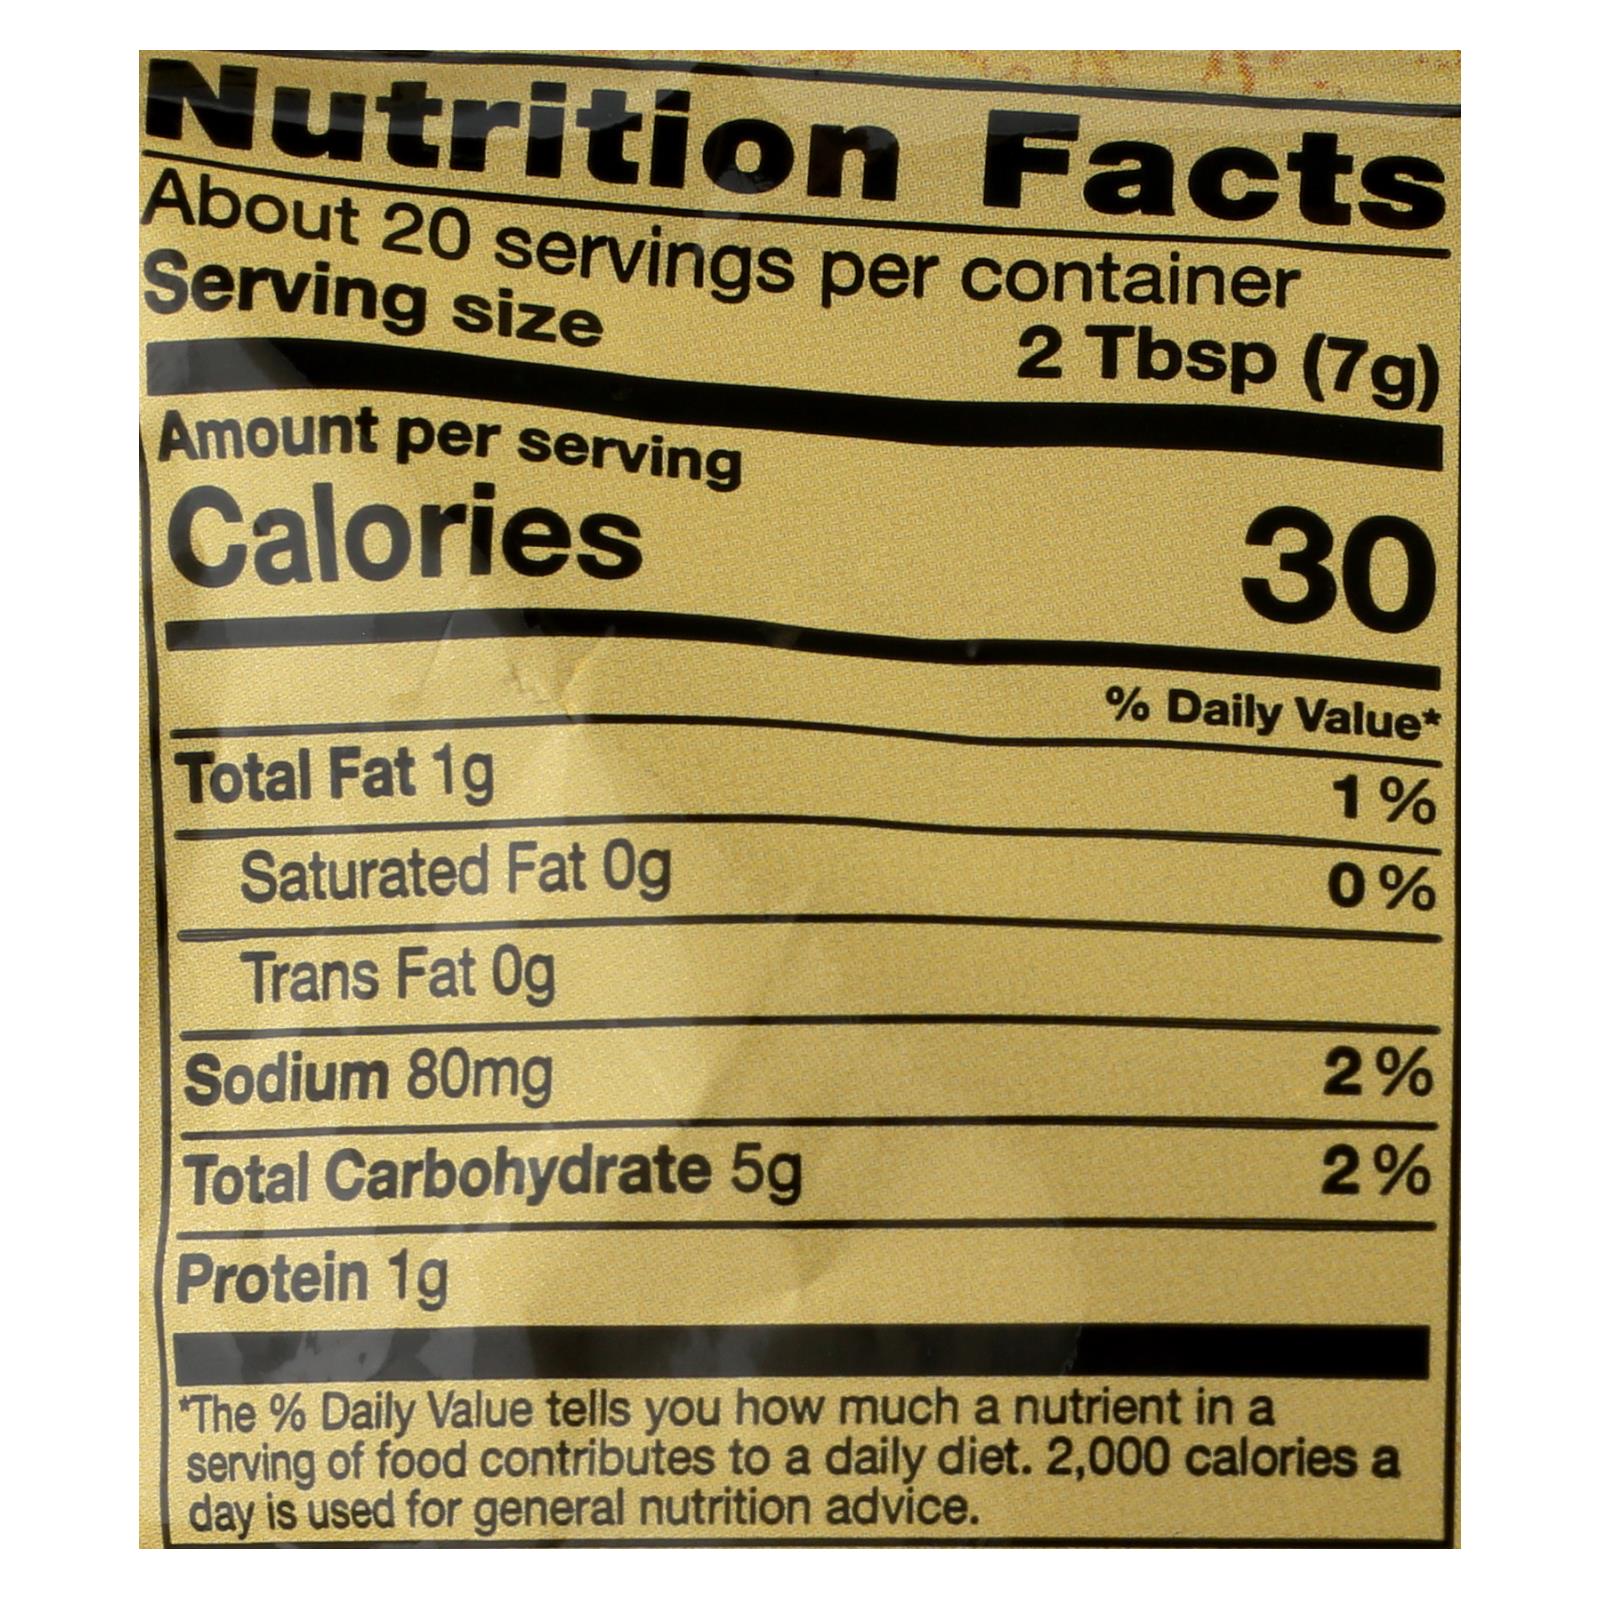 Nutrition Facts
About 20 servings per container
Serving size 2 Tbsp (7g)
Amount per serving
Calories 30
% Daily Value*
Total Fat 1g 1%
Saturated Fat 0g 0%
Trans Fat 0g
Sodium 80mg 2%
Total Carbohydrate 5g 2%
Protein 1g
*The % Daily Value tells you how much a nutrient in a
serving of food contributes to a daily diet. 2,000 calories a
day is used for general nutrition advice.